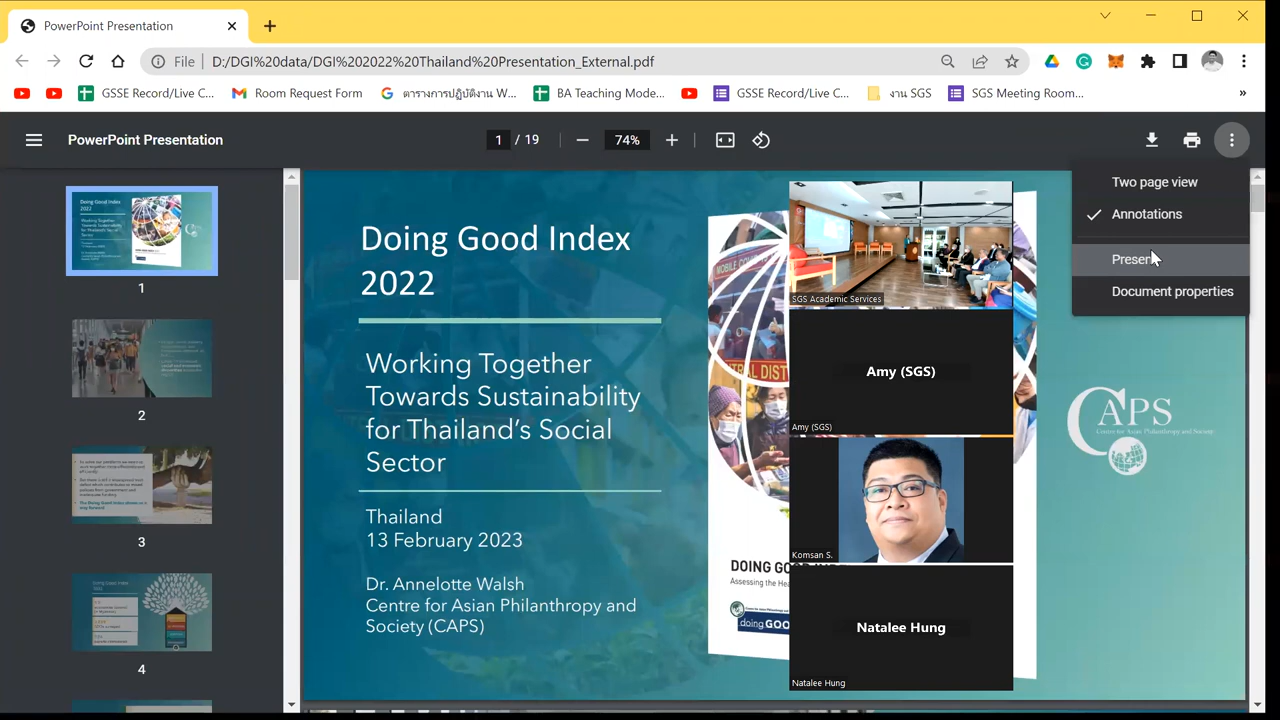 PowerPoint Presentation
File
D:/DGI%20data/DGI%202022%20Thailand%20Presentation_External.pdf
GSSE Record/Live C...
Room Request Form
ตารางการปฏิบัติงาน W...
BA Teaching Mode...
GSSE Record/Live C...
งาน SGS
SGS Meeting Room...
»
PowerPoint Presentation
1 / 19
74%
Two page view
Annotations
Document properties
1
2
3
4
Doing Good Index
2022
Working Together
Towards Sustainability
for Thailand's Social
Sector
Thailand
13 February 2023
Dr. Annelotte Walsh
Centre for Asian Philanthropy and
Society (CAPS)
SGS Academic Services
Amy (SGS)
Amy (SGS)
Komsan S.
Natalee Hung
Natalee Hung
DOING GOOD
Assessing the
doing GOO
CAPS
Centre for Asian Philanthropy and Society